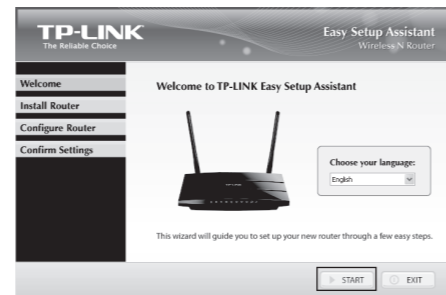 TP-LINK
The Reliable Choice
Easy Setup Assistant
Wireless N Router
Welcome
Install Router
Configure Router
Confirm Settings
Welcome to TP-LINK Easy Setup Assistant
TP-LINK
Choose your language:
English
This wizard will guide you to set up your new router through a few easy steps.
START
EXIT